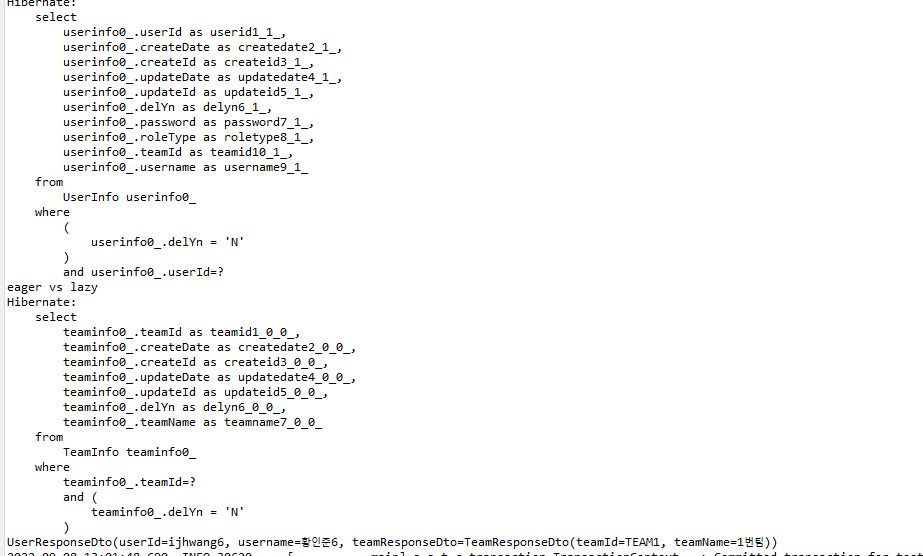 Hibernate:
    select
        userinfo0_.userId as userid1_1_,
        userinfo0_.createDate as createdate2_1_,
        userinfo0_.createId as createid3_1_,
        userinfo0_.updateDate as updatedate4_1_,
        userinfo0_.updateId as updateid5_1_,
        userinfo0_.delYn as delyn6_1_,
        userinfo0_.password as password7_1_,
        userinfo0_.roleType as roletype8_1_,
        userinfo0_.teamId as teamid10_1_,
        userinfo0_.username as username9_1_
    from
        UserInfo userinfo0_
    where
        (
            userinfo0_.delYn = 'N'
        )
        and userinfo0_.userId=?
eager vs lazy
Hibernate:
    select
        teaminfo0_.teamId as teamid1_0_0_,
        teaminfo0_.createDate as createdate2_0_0_,
        teaminfo0_.createId as createid3_0_0_,
        teaminfo0_.updateDate as updatedate4_0_0_,
        teaminfo0_.updateId as updateid5_0_0_,
        teaminfo0_.delYn as delyn6_0_0_,
        teaminfo0_.teamName as teamname7_0_0_
    from
        TeamInfo teaminfo0_
    where
        teaminfo0_.teamId=?
        and (
            teaminfo0_.delYn = 'N'
        )
UserResponseDto(userId=ijhwang6, username=황인준6, teamResponseDto=TeamResponseDto(teamId=TEAM1, teamName=1번팀))